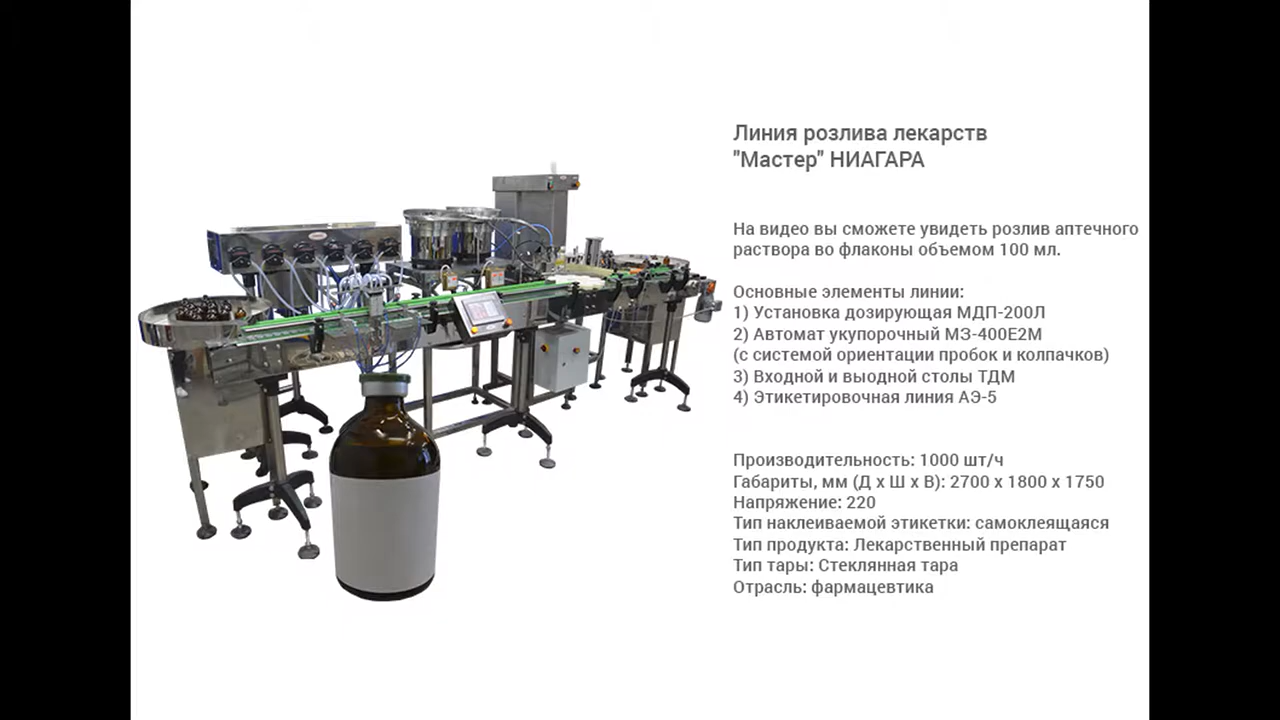 Линия розлива лекарств
"Мастер" НИАГАРА
На видео вы сможете увидеть розлив аптечного
раствора во флаконы объемом 100 мл.
Основные элементы линии:
1) Установка дозирующая МДП-200Л
2) Автомат укупорочный МЗ-400Е2М
(с системой ориентации пробок и колпачков)
3) Входной и выодной столы ТДМ
4) Этикетировочная линия АЭ-5
Производительность: 1000 шт/ч
Габариты, мм (Д х Ш х В): 2700 х 1800 х 1750
Напряжение: 220
Тип наклеиваемой этикетки: самоклеящаяся
Тип продукта: Лекарственный препарат
Тип тары: Стеклянная тара
Отрасль: фармацевтика